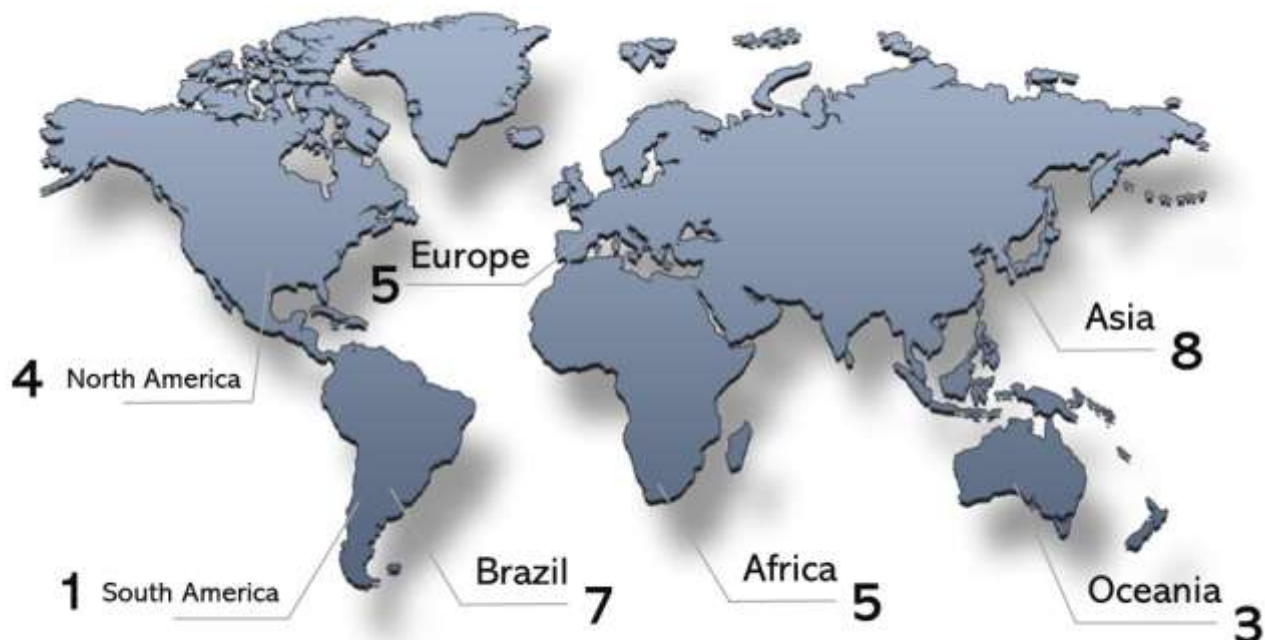 Europe
5
Asia
8
4 North America
1 South America
Brazil
7
Africa
5
Oceania
3